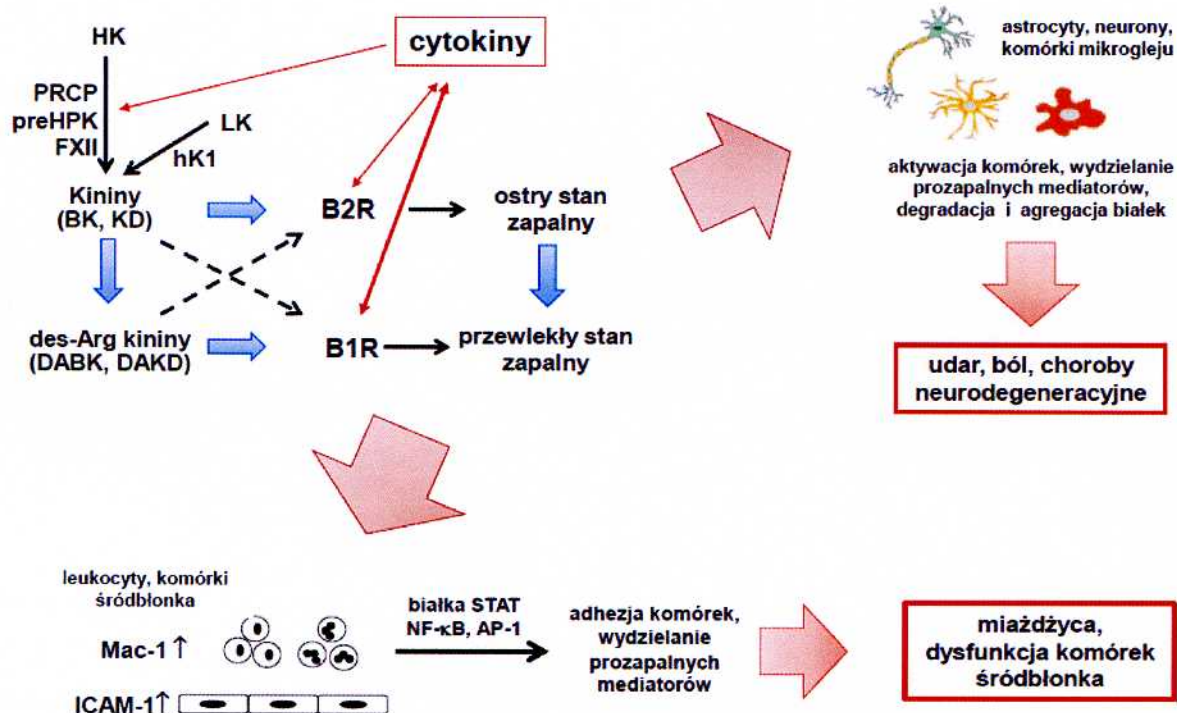 HK
cytokiny
PRCP
preHPK
FXII
LK
hK1
Kininy
(BK, KD)
B2R
ostry stan
zapalny
des-Arg kininy
(DABK, DAKD)
B1R
przewlekły stan
zapalny
astrocyty, neurony,
komórki mikrogleju
aktywacja komórek, wydzielanie
prozapalnych mediatorów,
degradacja i agregacja białek
udar, ból, choroby
neurodegeneracyjne
leukocyty, komórki
śródbłonka
Mac-1 ↑
ICAM-1↑
białka STAT
NF-κB, AP-1
adhezja komórek,
wydzielanie
prozapalnych
mediatorów
miażdżyca,
dysfunkcja komórek
śródbłonka